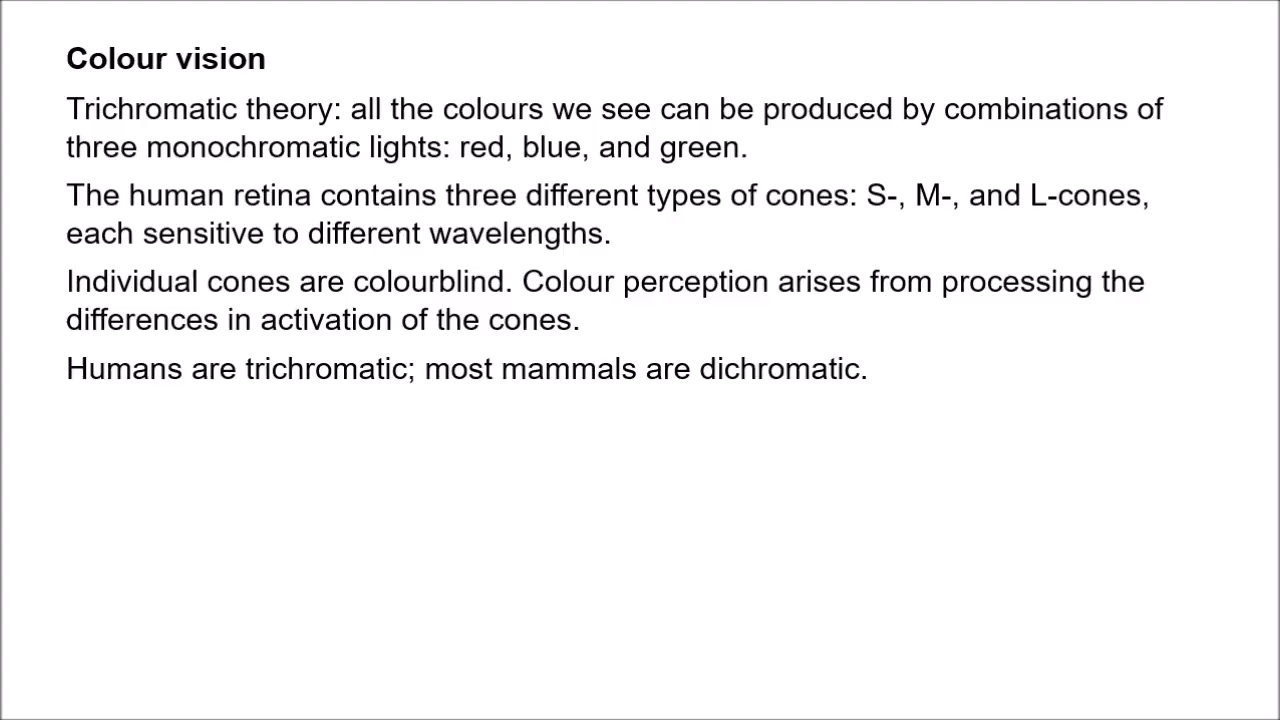 Colour vision
Trichromatic theory: all the colours we see can be produced by combinations of
three monochromatic lights: red, blue, and green.
The human retina contains three different types of cones: S-, M-, and L-cones,
each sensitive to different wavelengths.
Individual cones are colourblind. Colour perception arises from processing the
differences in activation of the cones.
Humans are trichromatic; most mammals are dichromatic.